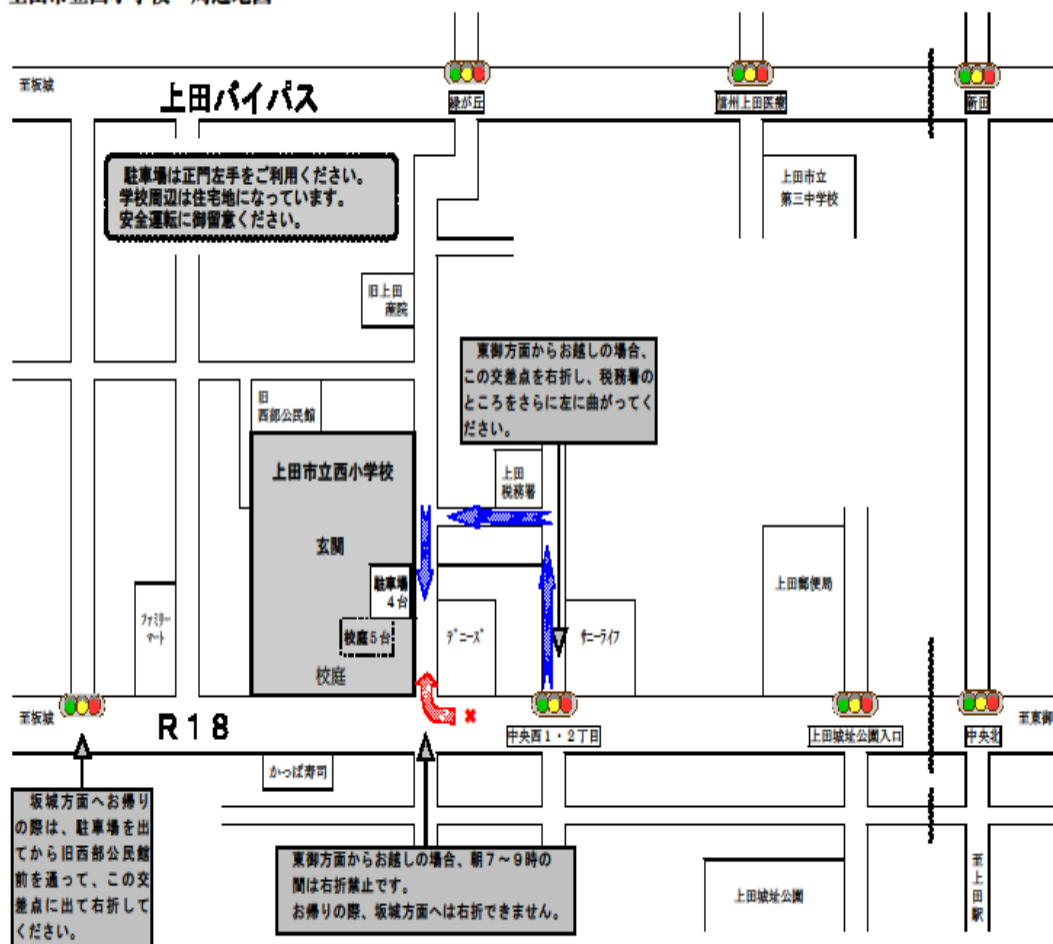 上田市立西小学校 周辺地図
至板城
上田バイパス
緑が丘
信州上田医療
新田
駐車場は正門左手をご利用ください。
学校周辺は住宅地になっています。
安全運転に御留意ください。
上田市立
第三中学校
旧上田
産院
東御方面からお越しの場合、
この交差点を右折し、税務署の
ところをさらに左に曲がってく
ださい。
旧
西部公民館
上田市立西小学校
上田
税務署
玄関
駐車場
4台
校庭5台
校庭
ファミリー
マート
デニーズ
サニーライフ
上田郵便局
至板城
R18
中央西1・2丁目
上田城址公園入口
中央北
至東御
かっぱ寿司
坂城方面へお帰り
の際は、駐車場を出
てから旧西部公民館
前を通って、この交
差点に出て右折して
ください。
東御方面からお越しの場合、朝7~9時の
間は右折禁止です。
お帰りの際、坂城方面へは右折できません。
上田城址公園
至上田駅